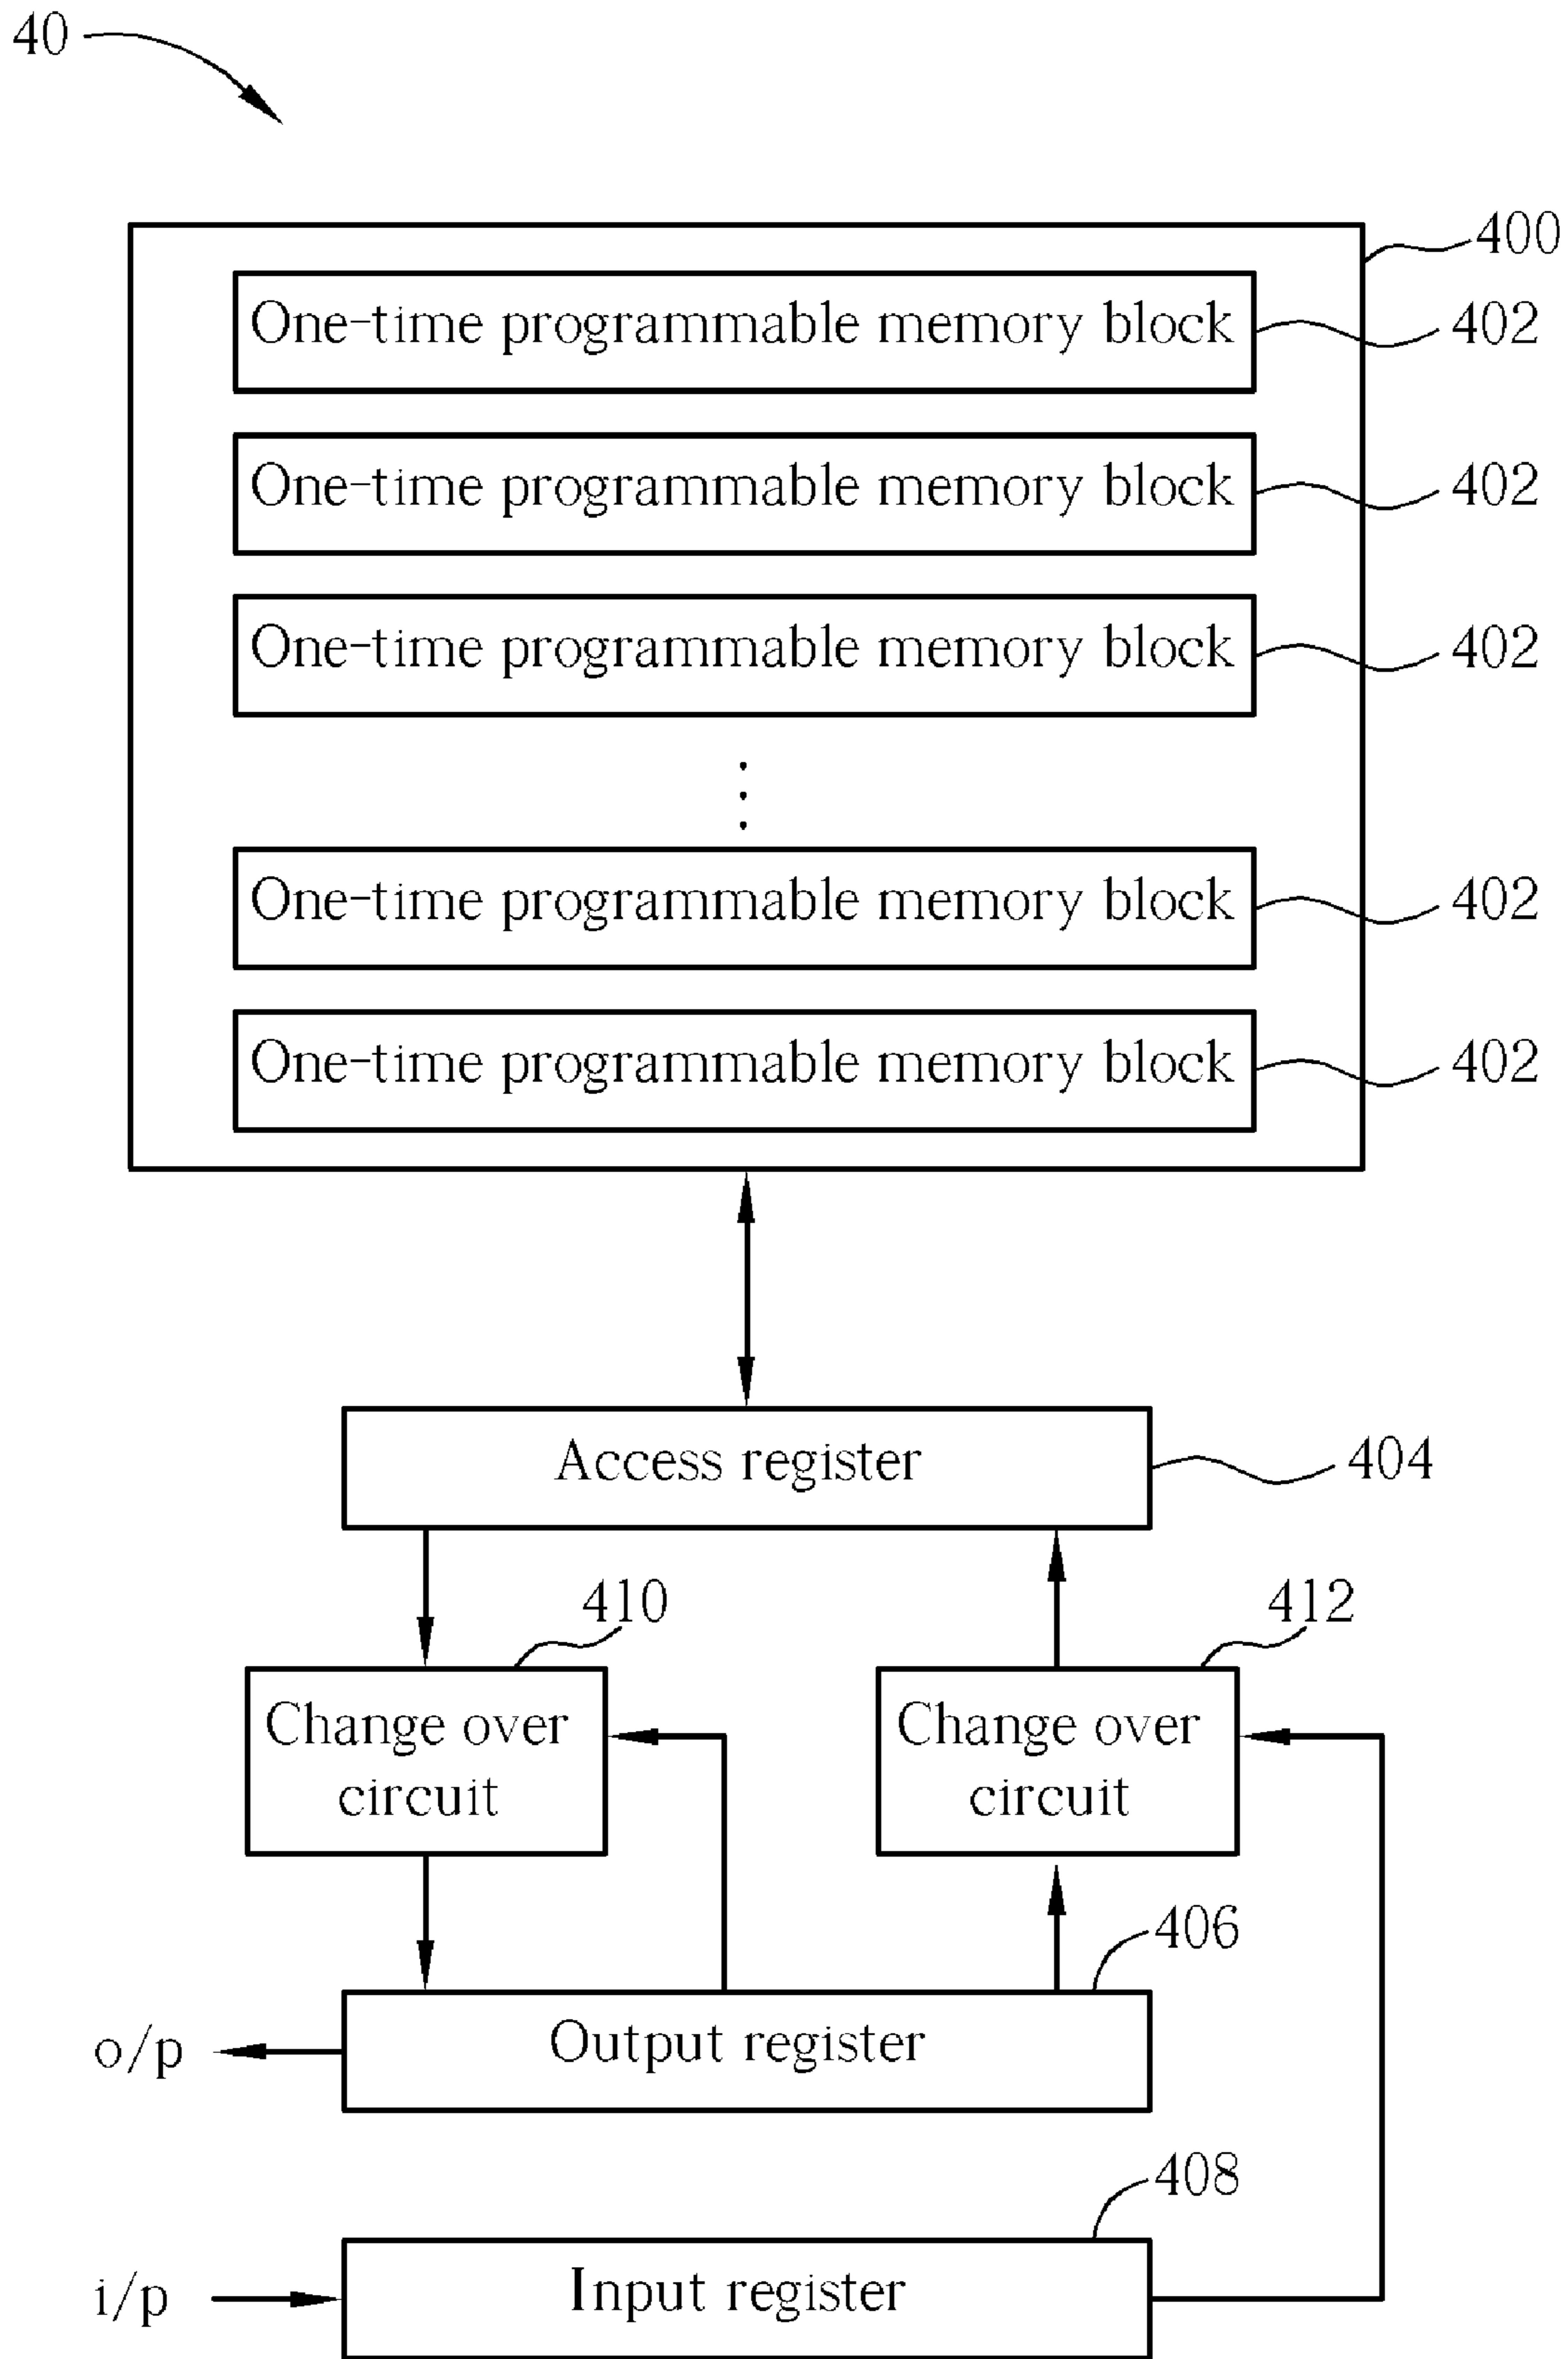 40
400
One-time programmable memory block 402
One-time programmable memory block 402
One-time programmable memory block 402
One-time programmable memory block 402
One-time programmable memory block 402
Access register 404
410
412
Change over
circuit
Change over
circuit
406
o/p
Output register
408
i/p
Input register